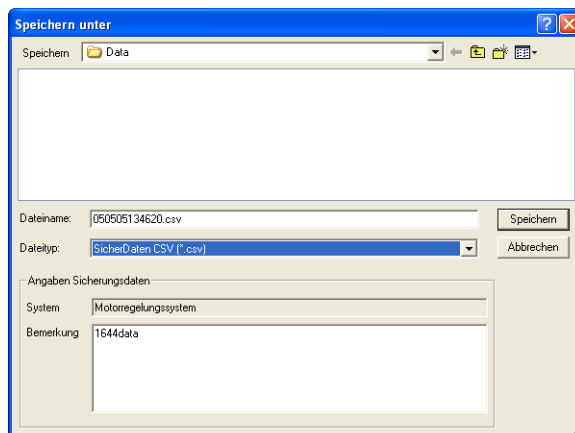 Speichern unter
Speichern Data
Dateiname: 050505134620.csv Speichern
Dateityp: SicherDaten CSV (*.csv) Abbrechen
Angaben Sicherungsdaten
System Motorregelungssystem
Bemerkung 1644data